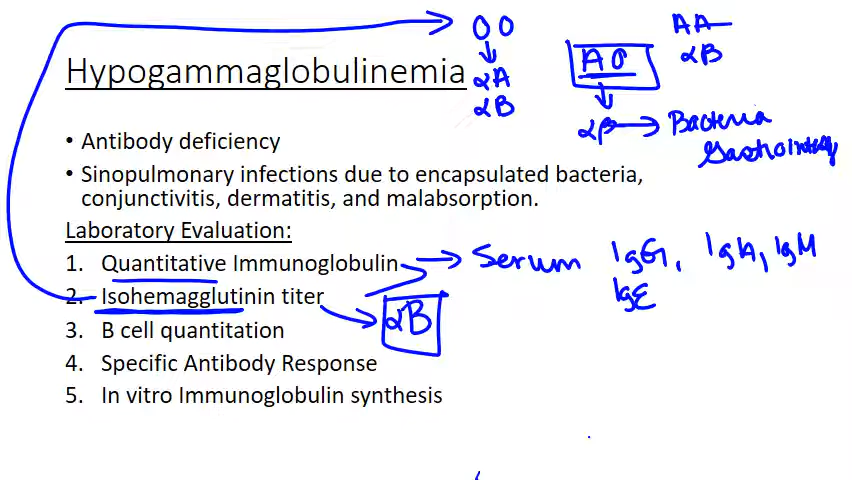 OO
αA
αB
AO
αβ
AA
αB
Bacteria
Hypogammaglobulinemia
• Antibody deficiency
• Sinopulmonary infections due to encapsulated bacteria,
conjunctivitis, dermatitis, and malabsorption.
Laboratory Evaluation:
1. Quantitative Immunoglobulin
Serum IgG, IgA, IgM
IgE
2. Isohemagglutinin titer
αB
3. B cell quantitation
4. Specific Antibody Response
5. In vitro Immunoglobulin synthesis